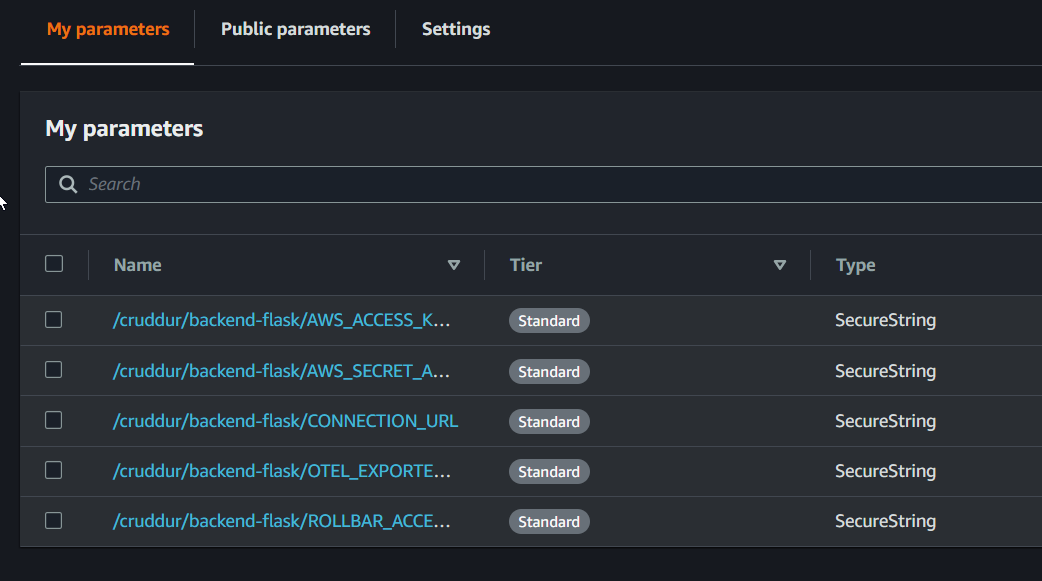 My parameters Public parameters Settings
My parameters
Search
Name Tier Type
/cruddur/backend-flask/AWS_ACCESS_K... Standard SecureString
/cruddur/backend-flask/AWS_SECRET_A... Standard SecureString
/cruddur/backend-flask/CONNECTION_URL Standard SecureString
/cruddur/backend-flask/OTEL_EXPORTE... Standard SecureString
/cruddur/backend-flask/ROLLBAR_ACCE... Standard SecureString